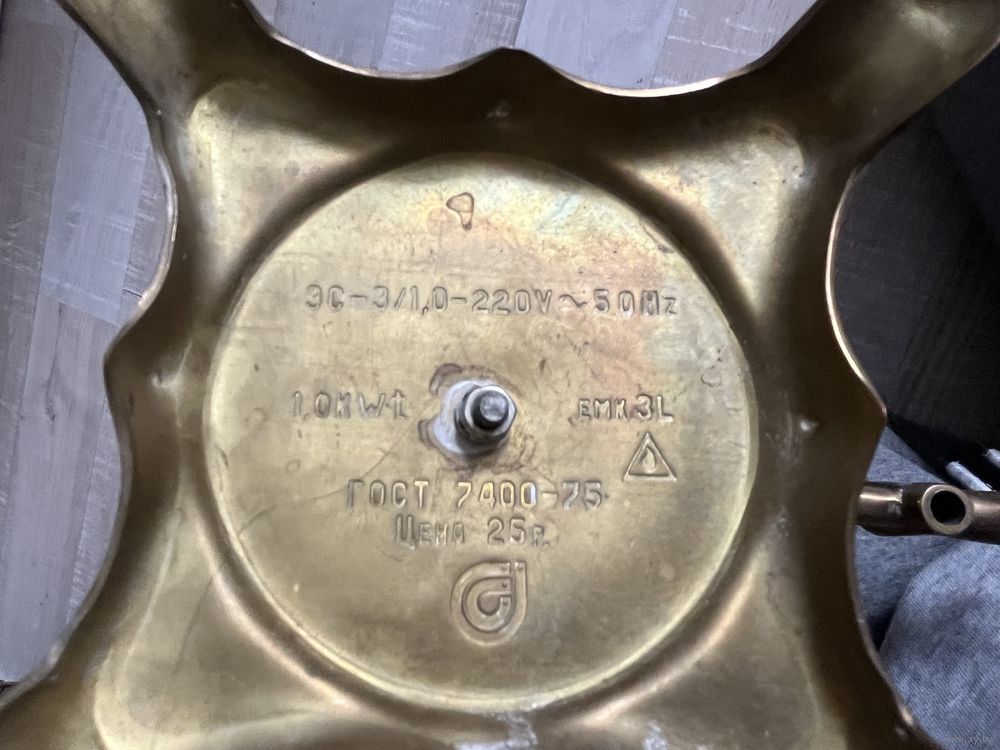 ЭС-3/1,0-220V~50Hz
1,0KWt ЕМК.3L
ГОСТ 7400-75
ЦЕНА 25р.